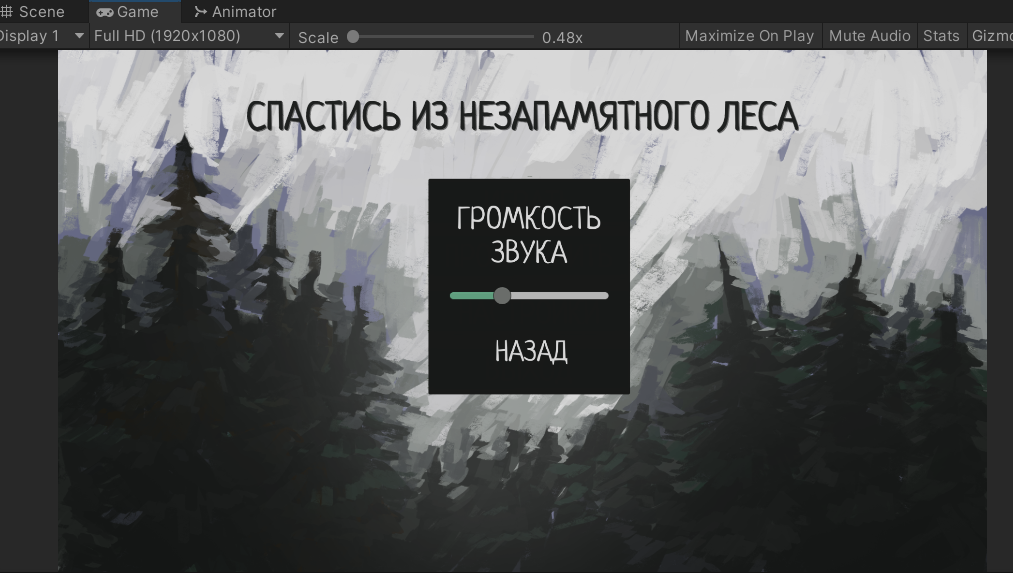 Scene Game Animator
Display 1 Full HD (1920x1080) Scale 0.48x Maximize On Play Mute Audio Stats
СПАСТИСЬ ИЗ НЕЗАПАМЯТНОГО ЛЕСА
ГРОМКОСТЬ
ЗВУКА
НАЗАД